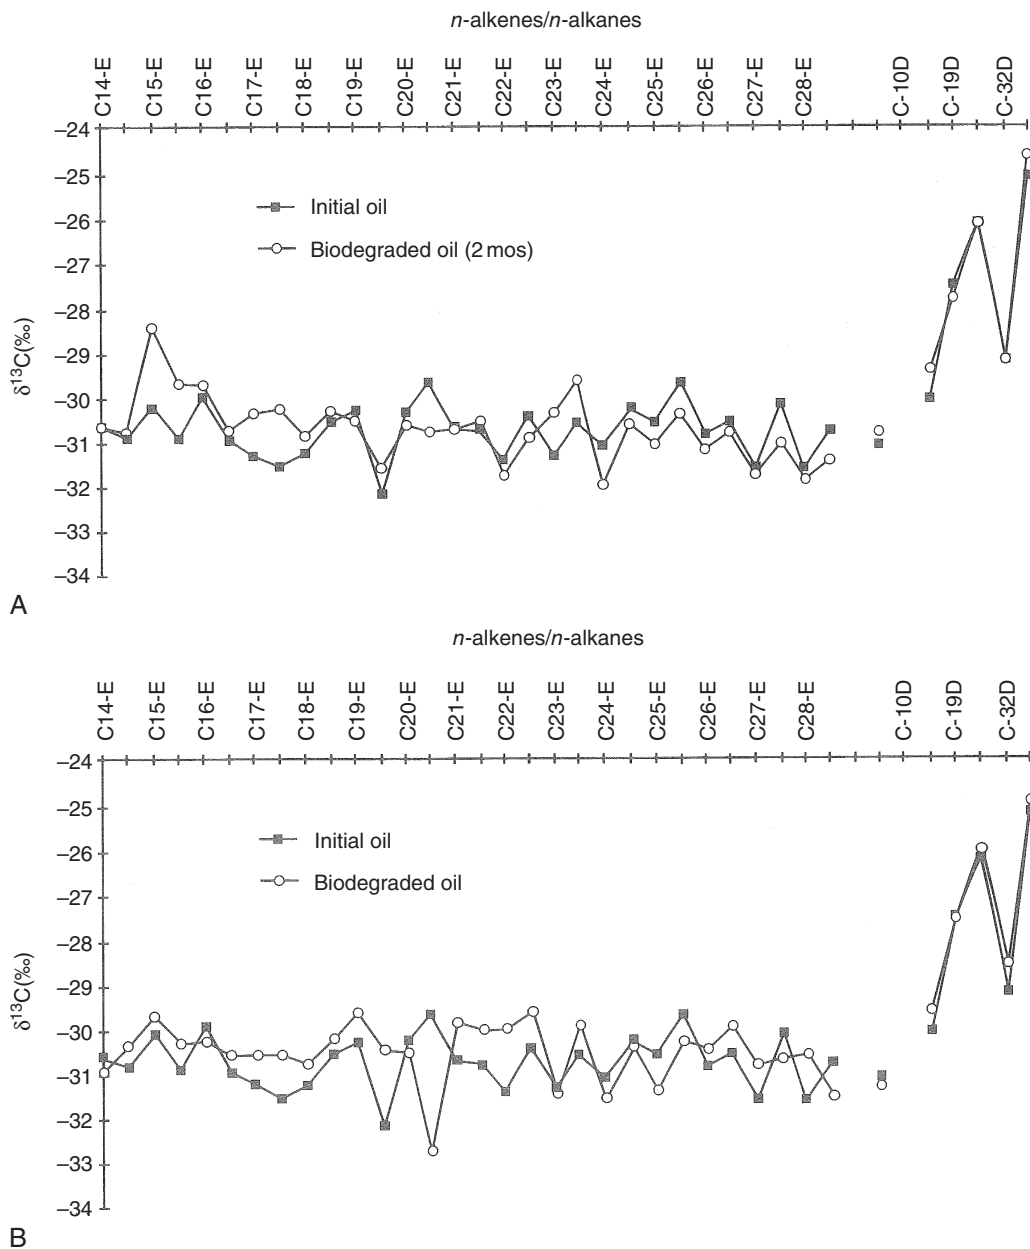 n-alkenes/n-alkanes
C14-E C15-E C16-E C17-E C18-E C19-E C20-E C21-E C22-E C23-E C24-E C25-E C26-E C27-E C28-E C-10D C-19D C-32D
–24
–25
–26
–27
–28
–29
–30
–31
–32
–33
–34
δ13C(‰)
Initial oil
Biodegraded oil (2 mos)
A
n-alkenes/n-alkanes
C14-E C15-E C16-E C17-E C18-E C19-E C20-E C21-E C22-E C23-E C24-E C25-E C26-E C27-E C28-E C-10D C-19D C-32D
–24
–25
–26
–27
–28
–29
–30
–31
–32
–33
–34
δ13C(‰)
Initial oil
Biodegraded oil
B